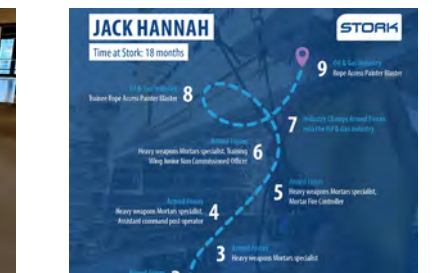 JACK HANNAH
STORK
Time at Stork: 18 months
9
Oil & Gas Industry
Rope Access Painter Blaster
Oil & Gas Industry
Trainee Rope Access Painter Blaster
8
7
Industry Change Armed Forces
into the Oil & Gas Industry
Armed Forces
Heavy weapons Mortars specialist, Training
Wing Junior Non Commissioned Officer
6
5
Armed Forces
Heavy weapons Mortars specialist,
Mortar Fire Controller
Armed Forces
Heavy weapons Mortars specialist,
Assistant command post operator
4
3
Armed Forces
Heavy weapons Mortars specialist
Armed Forces